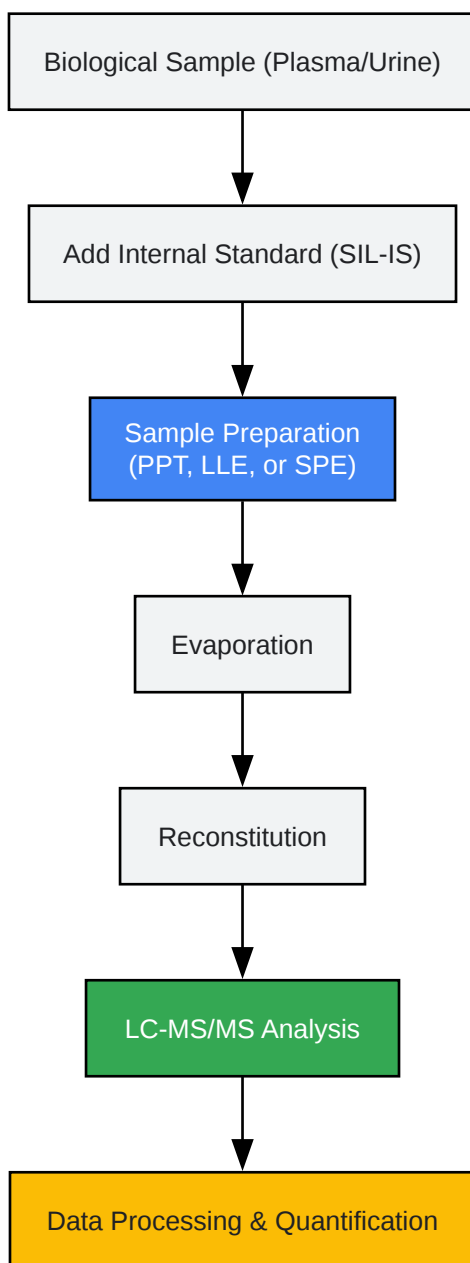 Biological Sample (Plasma/Urine)
Add Internal Standard (SIL-IS)
Sample Preparation
(PPT, LLE, or SPE)
Evaporation
Reconstitution
LC-MS/MS Analysis
Data Processing & Quantification